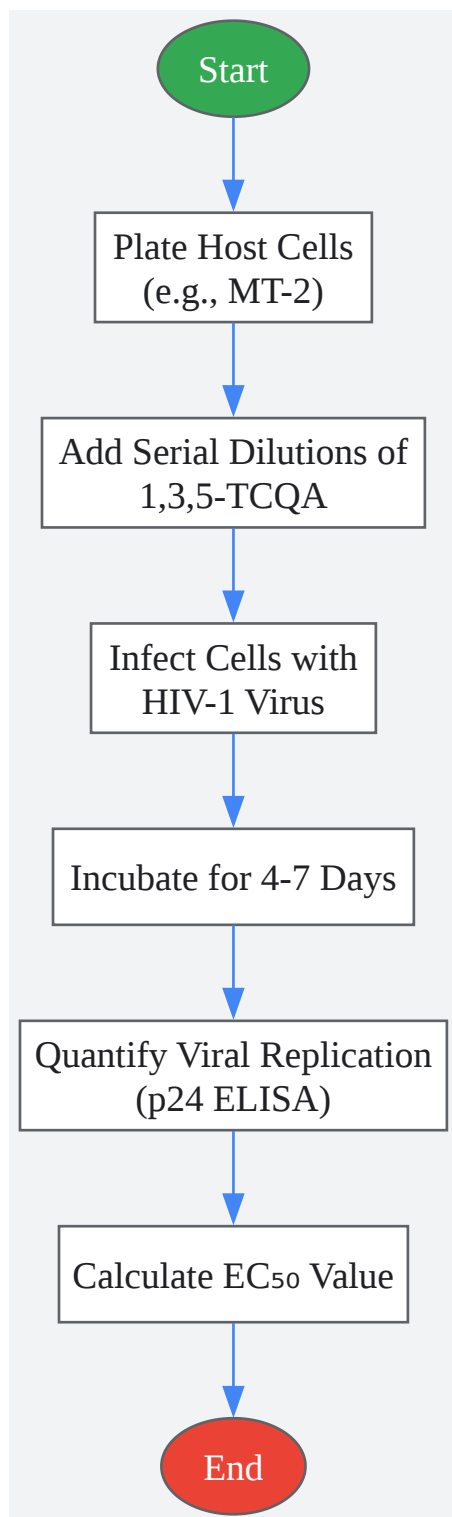 Start
Plate Host Cells
(e.g., MT-2)
Add Serial Dilutions of
1,3,5-TCQA
Infect Cells with
HIV-1 Virus
Incubate for 4-7 Days
Quantify Viral Replication
(p24 ELISA)
Calculate EC₅₀ Value
End